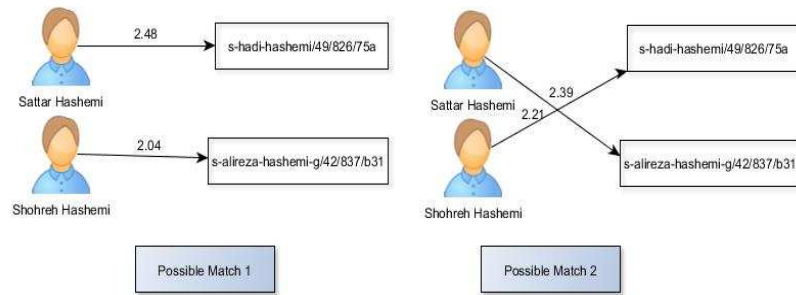 2.48
s-hadi-hashemi/49/826/75a
Sattar Hashemi
2.04
s-alireza-hashemi-g/42/837/b31
Shohreh Hashemi
Possible Match 1
s-hadi-hashemi/49/826/75a
Sattar Hashemi
2.39
2.21
s-alireza-hashemi-g/42/837/b31
Shohreh Hashemi
Possible Match 2